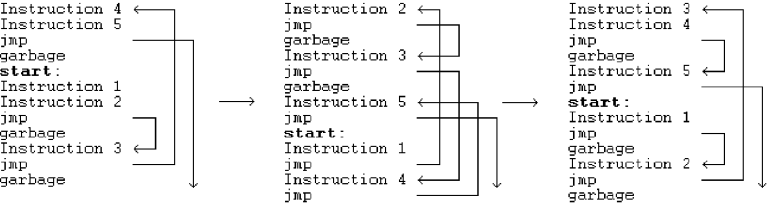 Instruction 4
Instruction 5
jmp
garbage
start:
Instruction 1
Instruction 2
jmp
garbage
Instruction 3
jmp
garbage
Instruction 2
jmp
garbage
Instruction 3
jmp
garbage
Instruction 5
jmp
start:
Instruction 1
jmp
Instruction 4
jmp
Instruction 3
Instruction 4
jmp
garbage
Instruction 5
jmp
start:
Instruction 1
jmp
garbage
Instruction 2
jmp
garbage